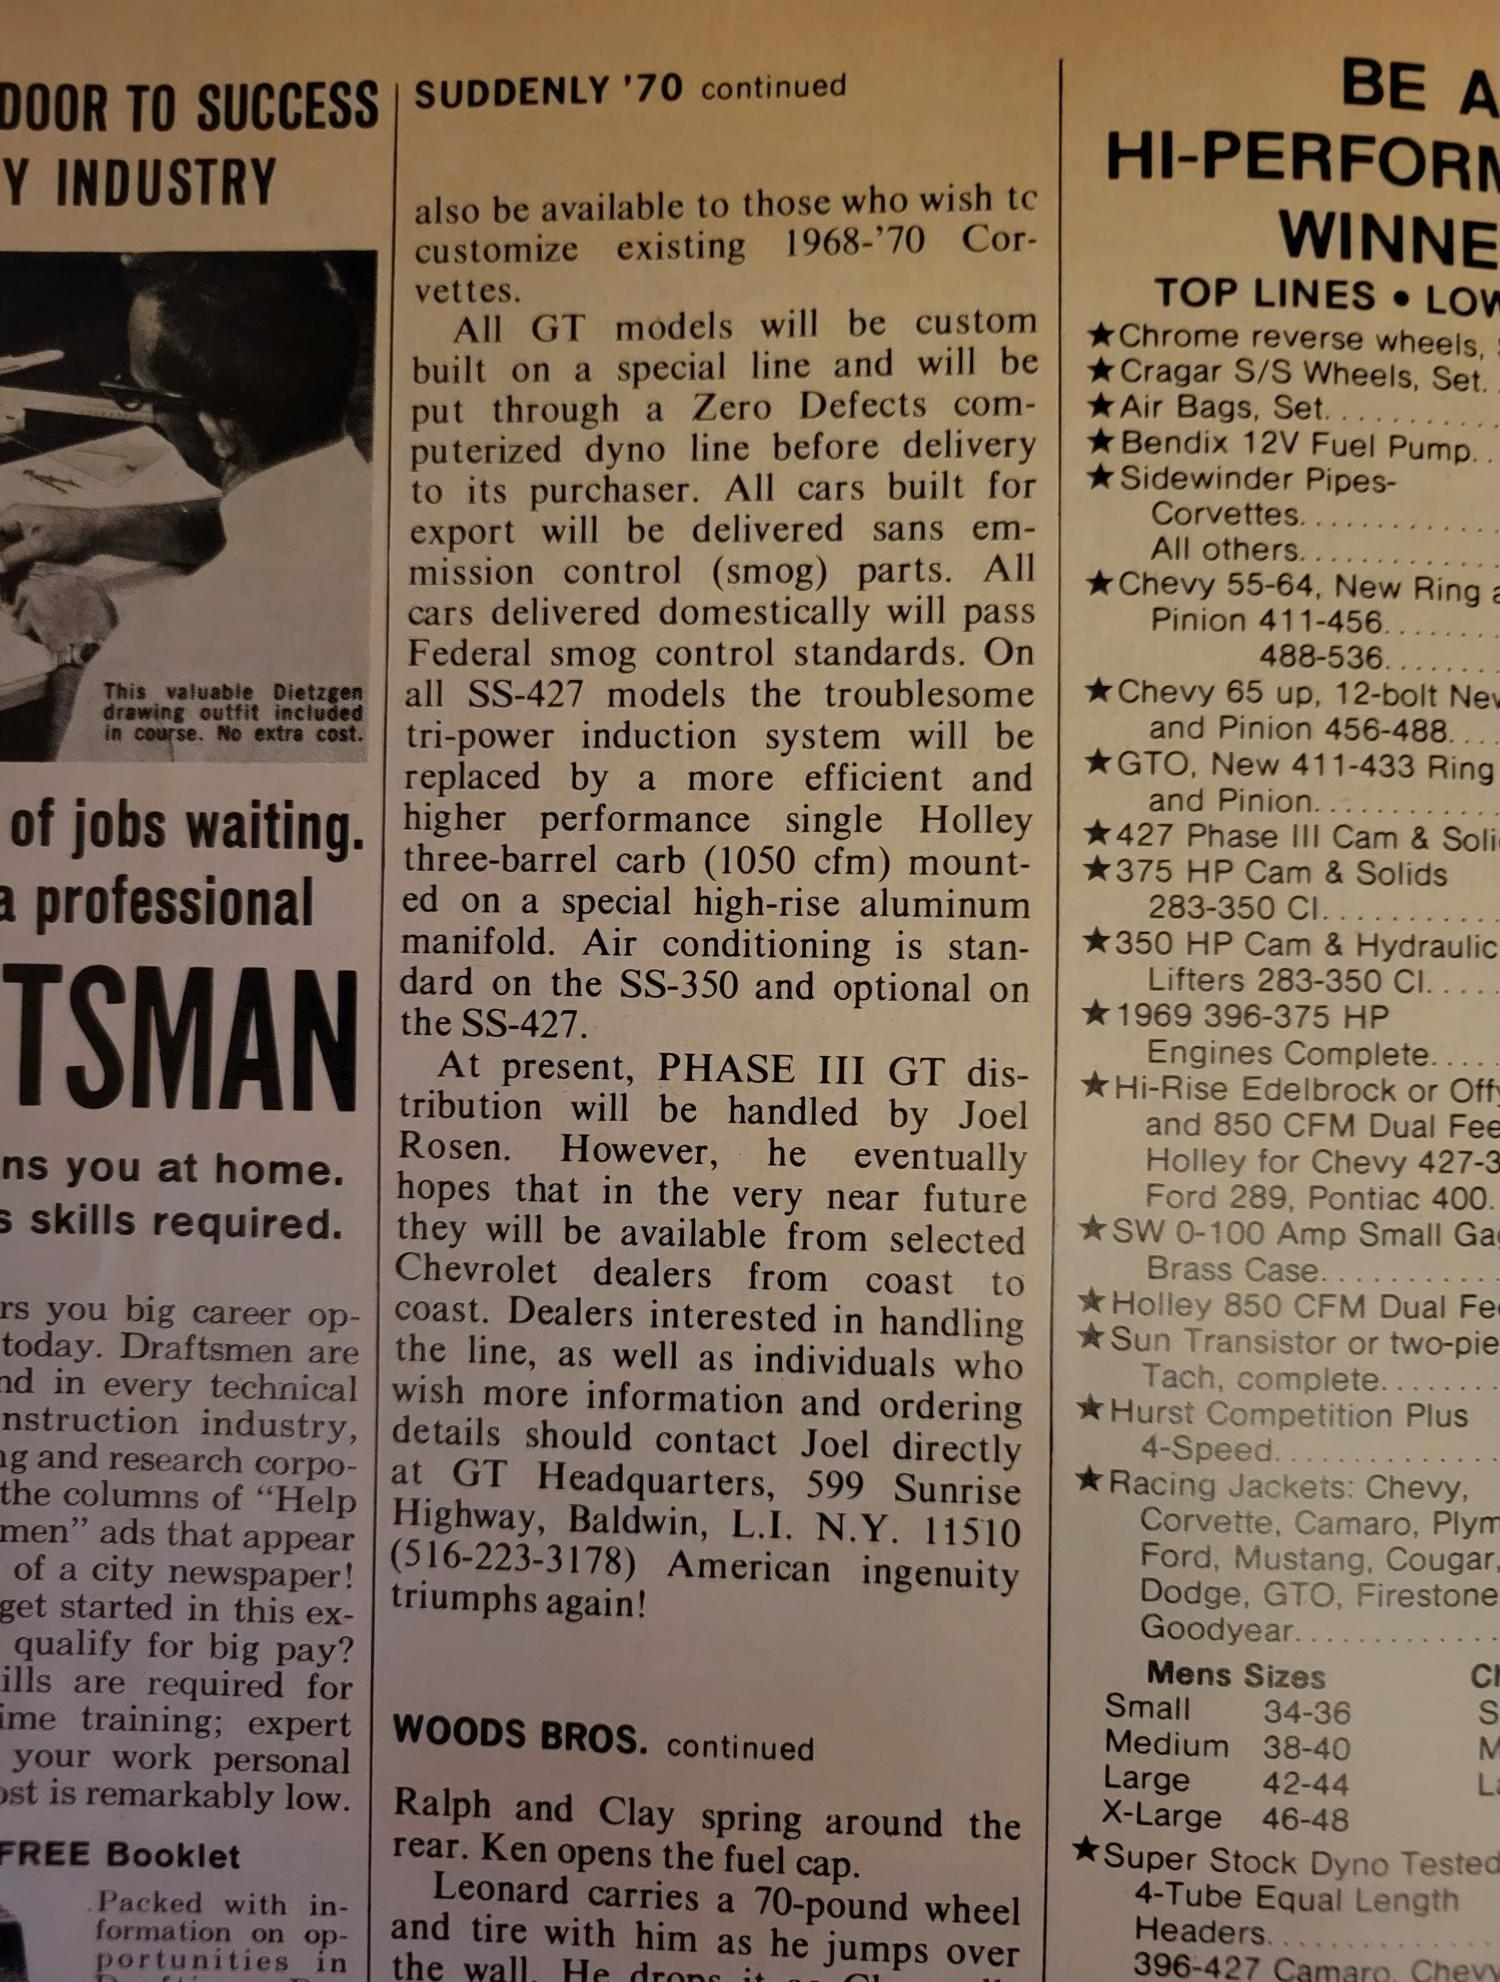 DOOR TO SUCCESS
Y INDUSTRY
This valuable Dietzgen
drawing outfit included
in course. No extra cost.
of jobs waiting.
a professional
TSMAN
ns you at home.
s skills required.
rs you big career op-
today. Draftsmen are
nd in every technical
nstruction industry,
ng and research corpo-
the columns of “Help
men” ads that appear
of a city newspaper!
get started in this ex-
qualify for big pay?
ills are required for
ime training; expert
your work personal
ost is remarkably low.
FREE Booklet
Packed with in-
formation on op-
portunities in
SUDDENLY ’70 continued
also be available to those who wish to
customize existing 1968-’70 Cor-
vettes.
All GT models will be custom
built on a special line and will be
put through a Zero Defects com-
puterized dyno line before delivery
to its purchaser. All cars built for
export will be delivered sans em-
mission control (smog) parts. All
cars delivered domestically will pass
Federal smog control standards. On
all SS-427 models the troublesome
tri-power induction system will be
replaced by a more efficient and
higher performance single Holley
three-barrel carb (1050 cfm) mount-
ed on a special high-rise aluminum
manifold. Air conditioning is stan-
dard on the SS-350 and optional on
the SS-427.
At present, PHASE III GT dis-
tribution will be handled by Joel
Rosen. However, he eventually
hopes that in the very near future
they will be available from selected
Chevrolet dealers from coast to
coast. Dealers interested in handling
the line, as well as individuals who
wish more information and ordering
details should contact Joel directly
at GT Headquarters, 599 Sunrise
Highway, Baldwin, L.I. N.Y. 11510
(516-223-3178) American ingenuity
triumphs again!
WOODS BROS. continued
Ralph and Clay spring around the
rear. Ken opens the fuel cap.
Leonard carries a 70-pound wheel
and tire with him as he jumps over
the wall. He drops it
BE A
HI-PERFORM
WINNE
TOP LINES • LOW
★Chrome reverse wheels,
★Cragar S/S Wheels, Set.
★Air Bags, Set..........
★Bendix 12V Fuel Pump..
★Sidewinder Pipes-
Corvettes............
All others............
★Chevy 55-64, New Ring a
Pinion 411-456.......
488-536.......
★Chevy 65 up, 12-bolt New
and Pinion 456-488....
★GTO, New 411-433 Ring
and Pinion...........
★427 Phase III Cam & Soli
★375 HP Cam & Solids
283-350 CI...........
★350 HP Cam & Hydraulic
Lifters 283-350 CI.....
★1969 396-375 HP
Engines Complete.....
★Hi-Rise Edelbrock or Offy
and 850 CFM Dual Fee
Holley for Chevy 427-3
Ford 289, Pontiac 400.
★SW 0-100 Amp Small Gag
Brass Case...........
★Holley 850 CFM Dual Fee
★Sun Transistor or two-pie
Tach, complete........
★Hurst Competition Plus
4-Speed..............
★Racing Jackets: Chevy,
Corvette, Camaro, Plym
Ford, Mustang, Cougar,
Dodge, GTO, Firestone
Goodyear............
Mens Sizes Ch
Small 34-36 S
Medium 38-40 M
Large 42-44 La
X-Large 46-48
★Super Stock Dyno Tested
4-Tube Equal Length
Headers.............
396-427 Camaro, Chevy